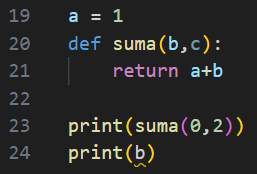 19 a = 1
20 def suma(b,c):
21     return a+b
22
23 print(suma(0,2))
24 print(b)